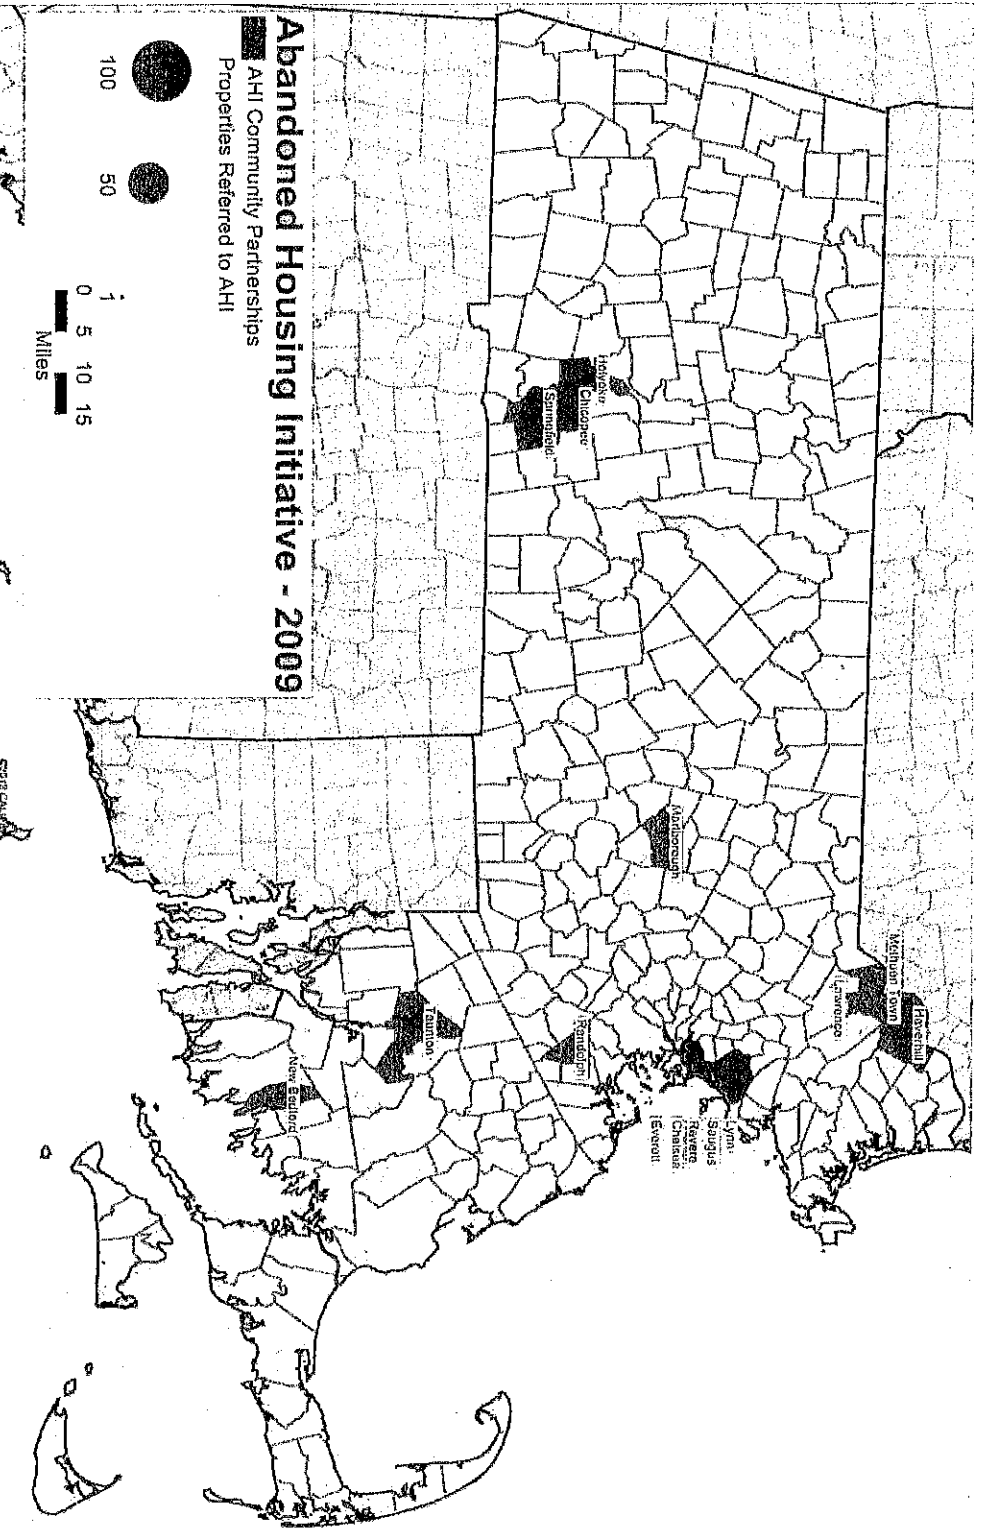 Abandoned Housing Initiative - 2009
AHI Community Partnerships
Properties Referred to AHI
100
50
1
0 5 10 15
Miles
Holyoke
Chicopee
Springfield
Marlborough
Methuen Town
Haverhill
Lawrence
Lynn
Saugus
Revere
Chelsea
Everett
Randolph
Taunton
New Bedford